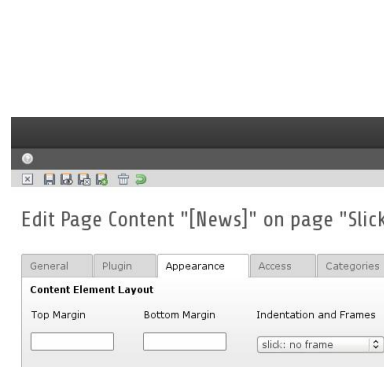 Edit Page Content "[News]" on page "Slick
General Plugin Appearance Access Categories
Content Element Layout
Top Margin Bottom Margin Indentation and Frames
slick: no frame